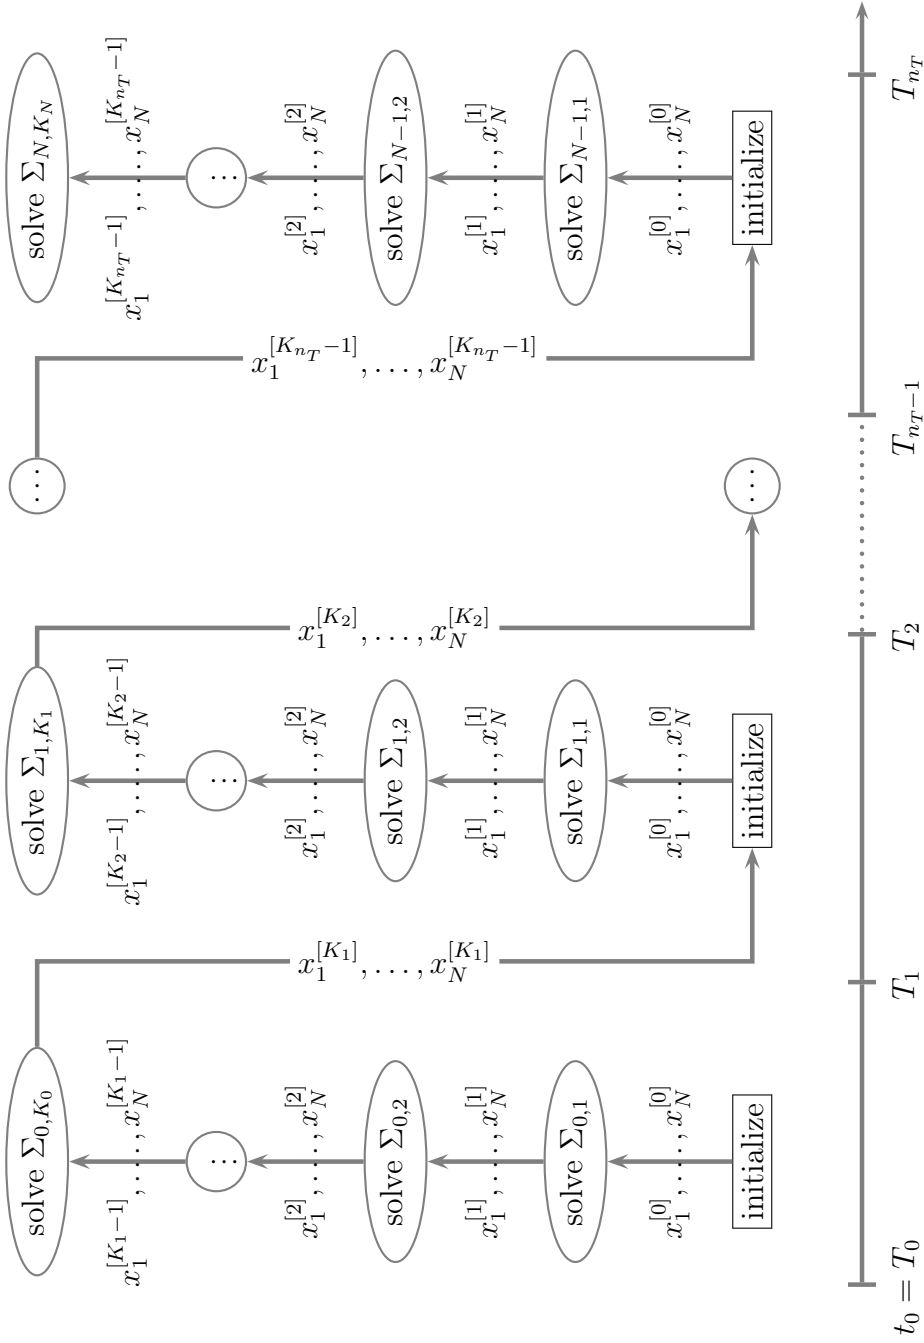 solve Σ_{0,K_0}
x_1^{[K_1-1]}, ..., x_N^{[K_1-1]}
...
x_1^{[2]}, ..., x_N^{[2]}
solve Σ_{0,2}
x_1^{[1]}, ..., x_N^{[1]}
solve Σ_{0,1}
x_1^{[0]}, ..., x_N^{[0]}
initialize
x_1^{[K_1]}, ..., x_N^{[K_1]}
solve Σ_{1,K_1}
x_1^{[K_2-1]}, ..., x_N^{[K_2-1]}
...
x_1^{[2]}, ..., x_N^{[2]}
solve Σ_{1,2}
x_1^{[1]}, ..., x_N^{[1]}
solve Σ_{1,1}
x_1^{[0]}, ..., x_N^{[0]}
initialize
x_1^{[K_2]}, ..., x_N^{[K_2]}
...
...
x_1^{[K_{n_T}-1]}, ..., x_N^{[K_{n_T}-1]}
solve Σ_{N,K_N}
x_1^{[K_{n_T}-1]}, ..., x_N^{[K_{n_T}-1]}
...
x_1^{[2]}, ..., x_N^{[2]}
solve Σ_{N-1,2}
x_1^{[1]}, ..., x_N^{[1]}
solve Σ_{N-1,1}
x_1^{[0]}, ..., x_N^{[0]}
initialize
t_0 = T_0
T_1
T_2
T_{n_T-1}
T_{n_T}